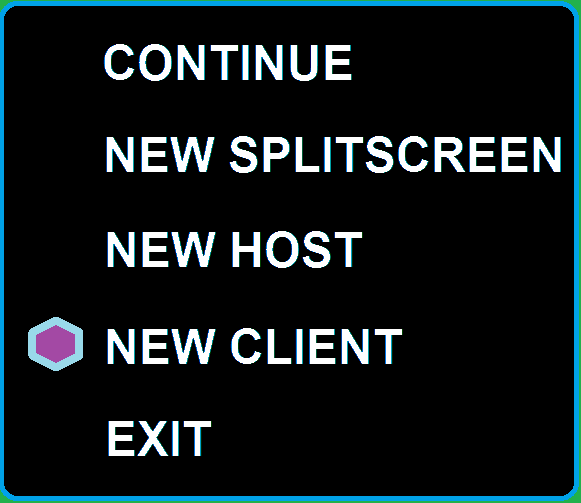 CONTINUE
NEW SPLITSCREEN
NEW HOST
NEW CLIENT
EXIT